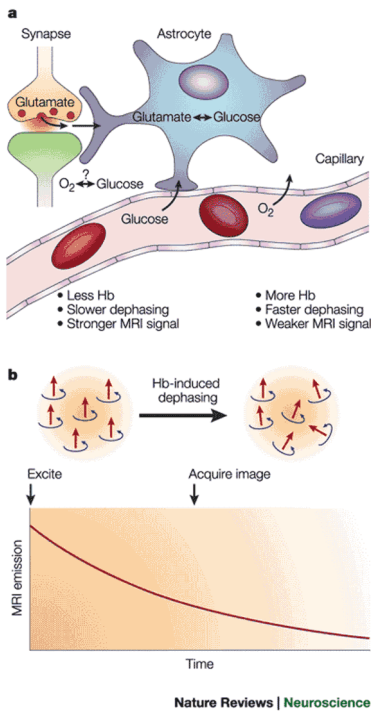 a
Synapse
Astrocyte
Glutamate
Glutamate ↔ Glucose
Capillary
?
O₂ ↔ Glucose
Glucose
O₂
• Less Hb
• Slower dephasing
• Stronger MRI signal
• More Hb
• Faster dephasing
• Weaker MRI signal
b
Hb-induced
dephasing
Excite
Acquire image
MRI emission
Time
Nature Reviews | Neuroscience